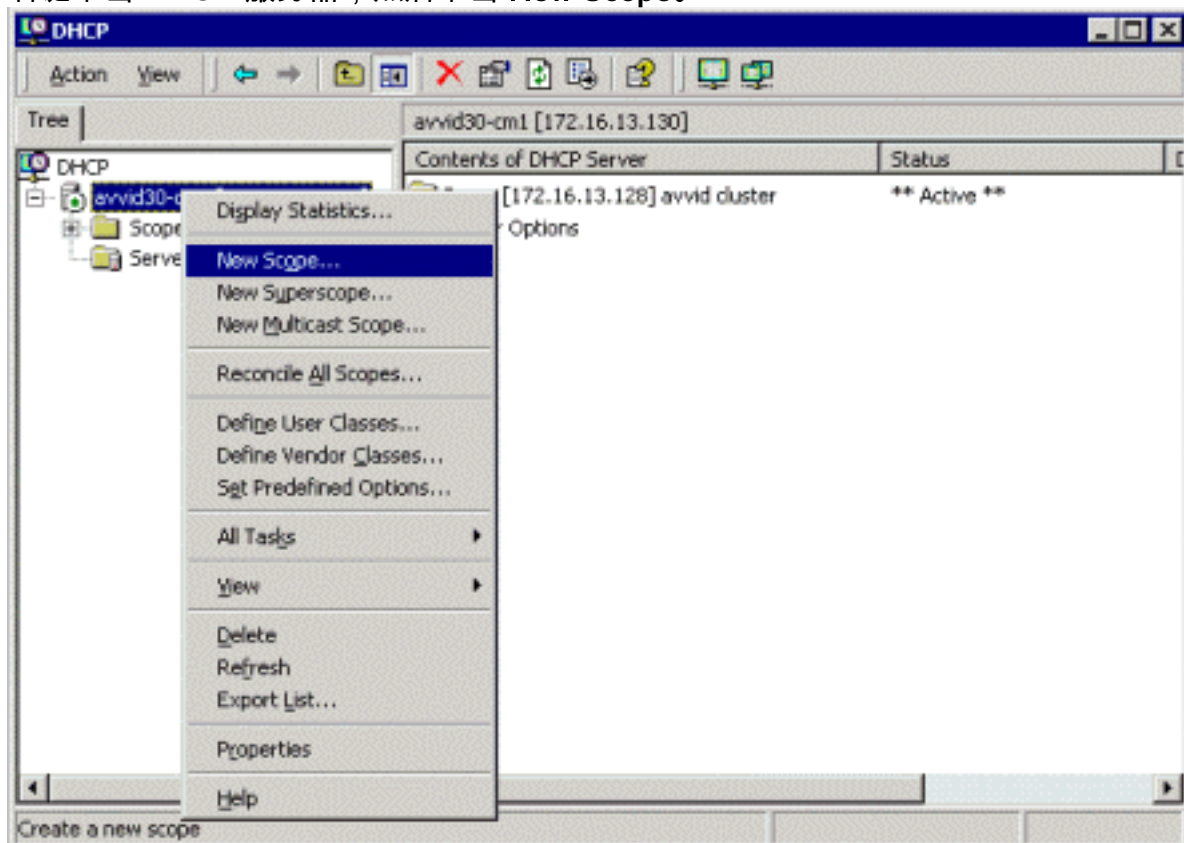 New Scope。
DHCP
Action View
Tree
avvid30-cm1 [172.16.13.130]
DHCP
Contents of DHCP Server Status
[172.16.13.128] avvid cluster ** Active **
Options
Display Statistics...
New Scope...
New Superscope...
New Multicast Scope...
Reconcile All Scopes...
Define User Classes...
Define Vendor Classes...
Set Predefined Options...
All Tasks
View
Delete
Refresh
Export List...
Properties
Help
Create a new scope